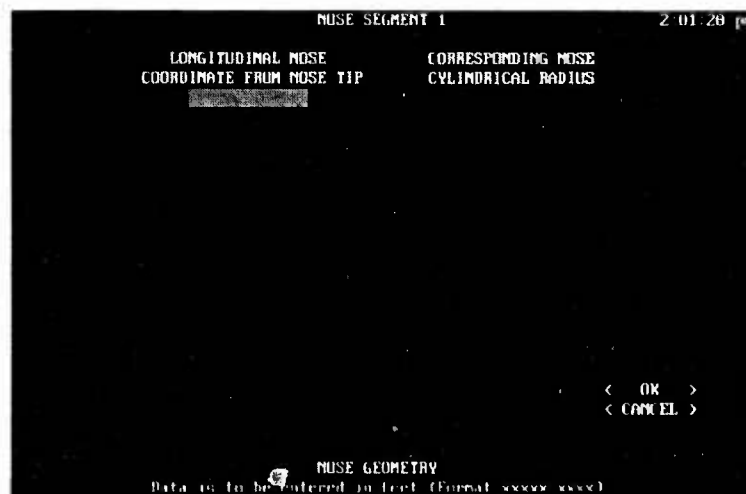 NOSE SEGMENT 1 2:01:20 p
LONGITUDINAL NOSE CORRESPONDING NOSE
COORDINATE FROM NOSE TIP CYLINDRICAL RADIUS
< OK >
< CANCEL >
NOSE GEOMETRY
Data is to be entered in feet (Format xxxxx.xxxx)